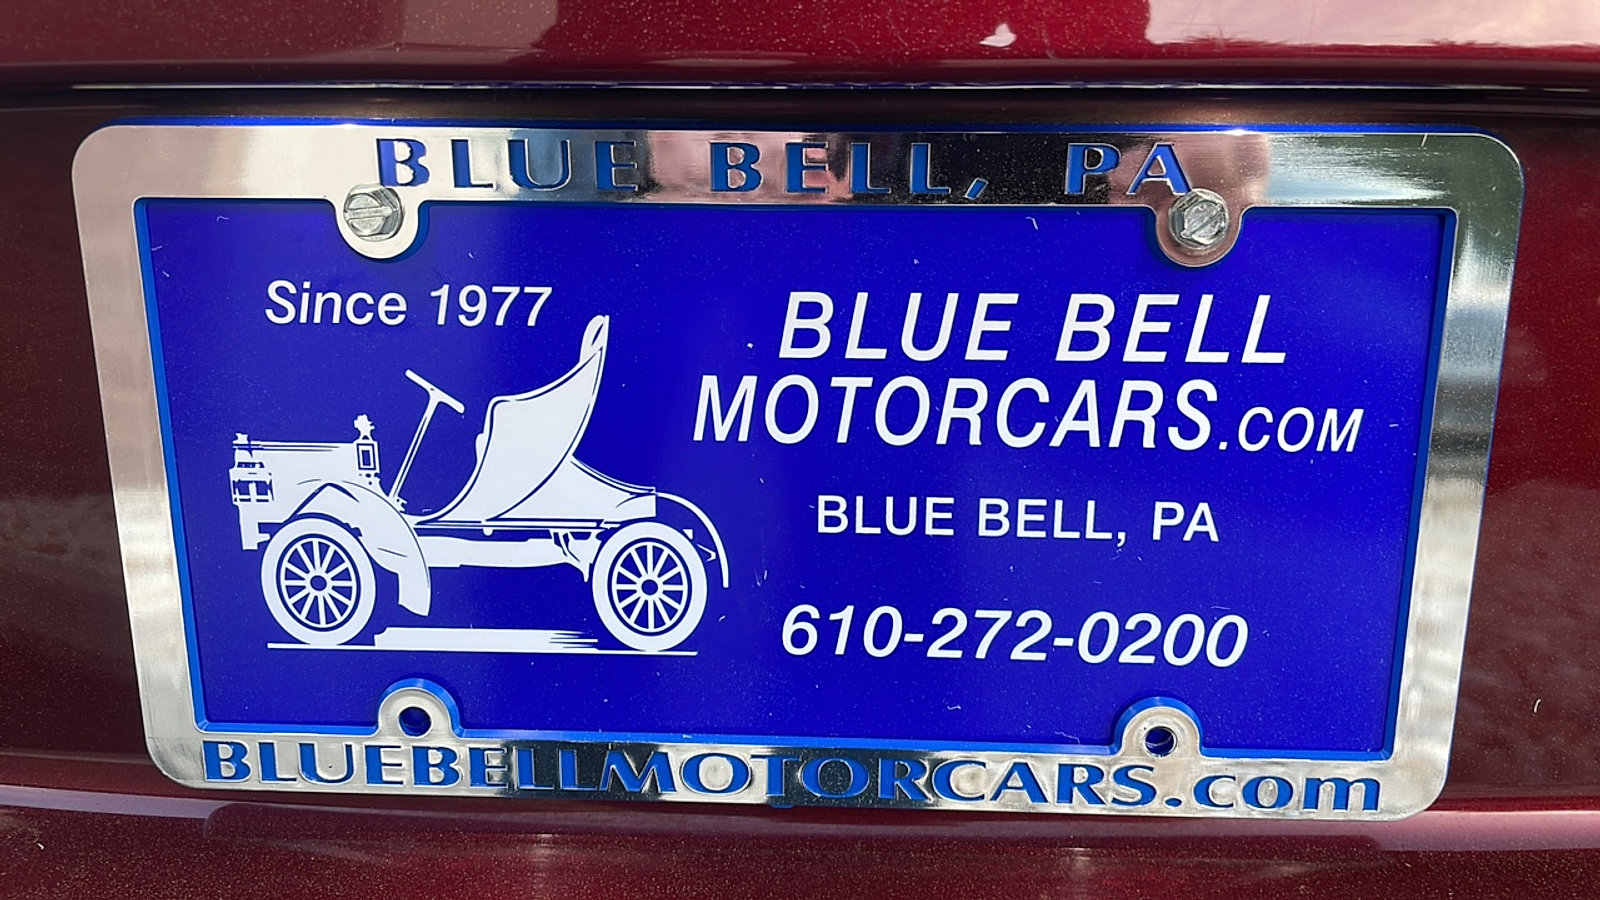 BLUE BELL, PA
Since 1977
BLUE BELL
MOTORCARS.COM
BLUE BELL, PA
610-272-0200
BLUEBELLMOTORCARS.com